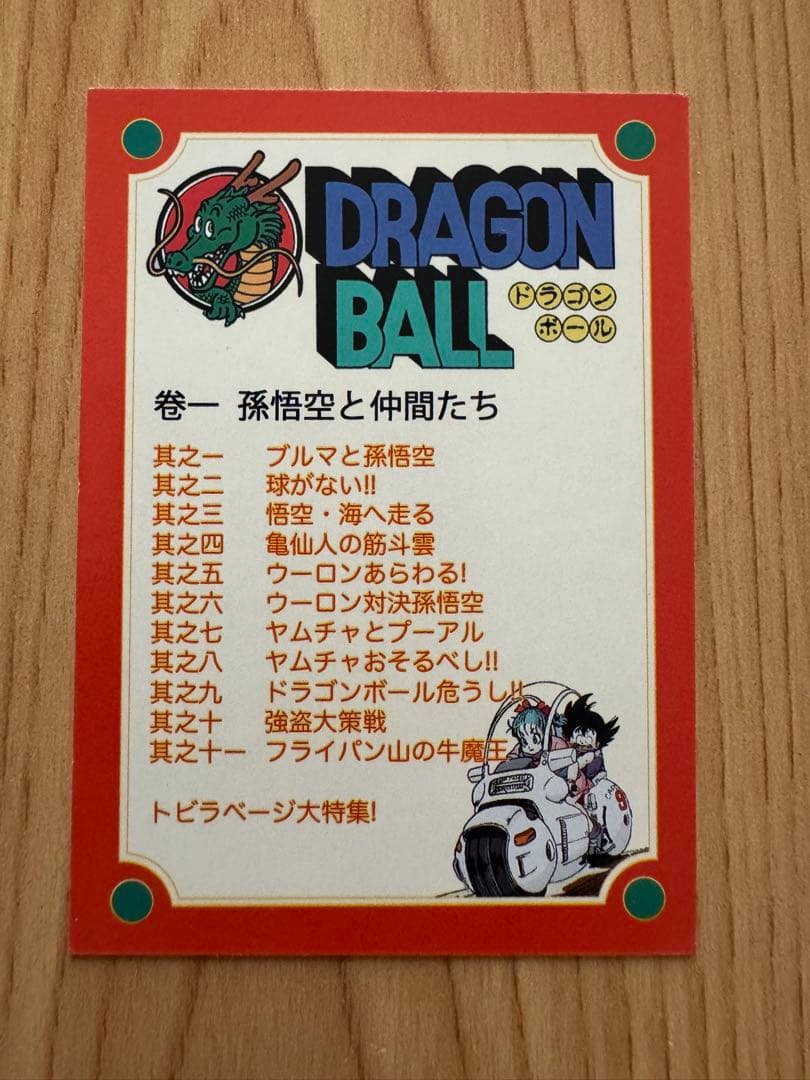 DRAGON
BALL
ドラゴン
ボール
巻一 孫悟空と仲間たち
其之一 ブルマと孫悟空
其之二 球がない!!
其之三 悟空・海へ走る
其之四 亀仙人の筋斗雲
其之五 ウーロンあらわる!
其之六 ウーロン対決孫悟空
其之七 ヤムチャとプーアル
其之八 ヤムチャおそるべし!!
其之九 ドラゴンボール危うし!!
其之十 強盗大策戦
其之十一 フライパン山の牛魔王
トビラページ大特集!
9